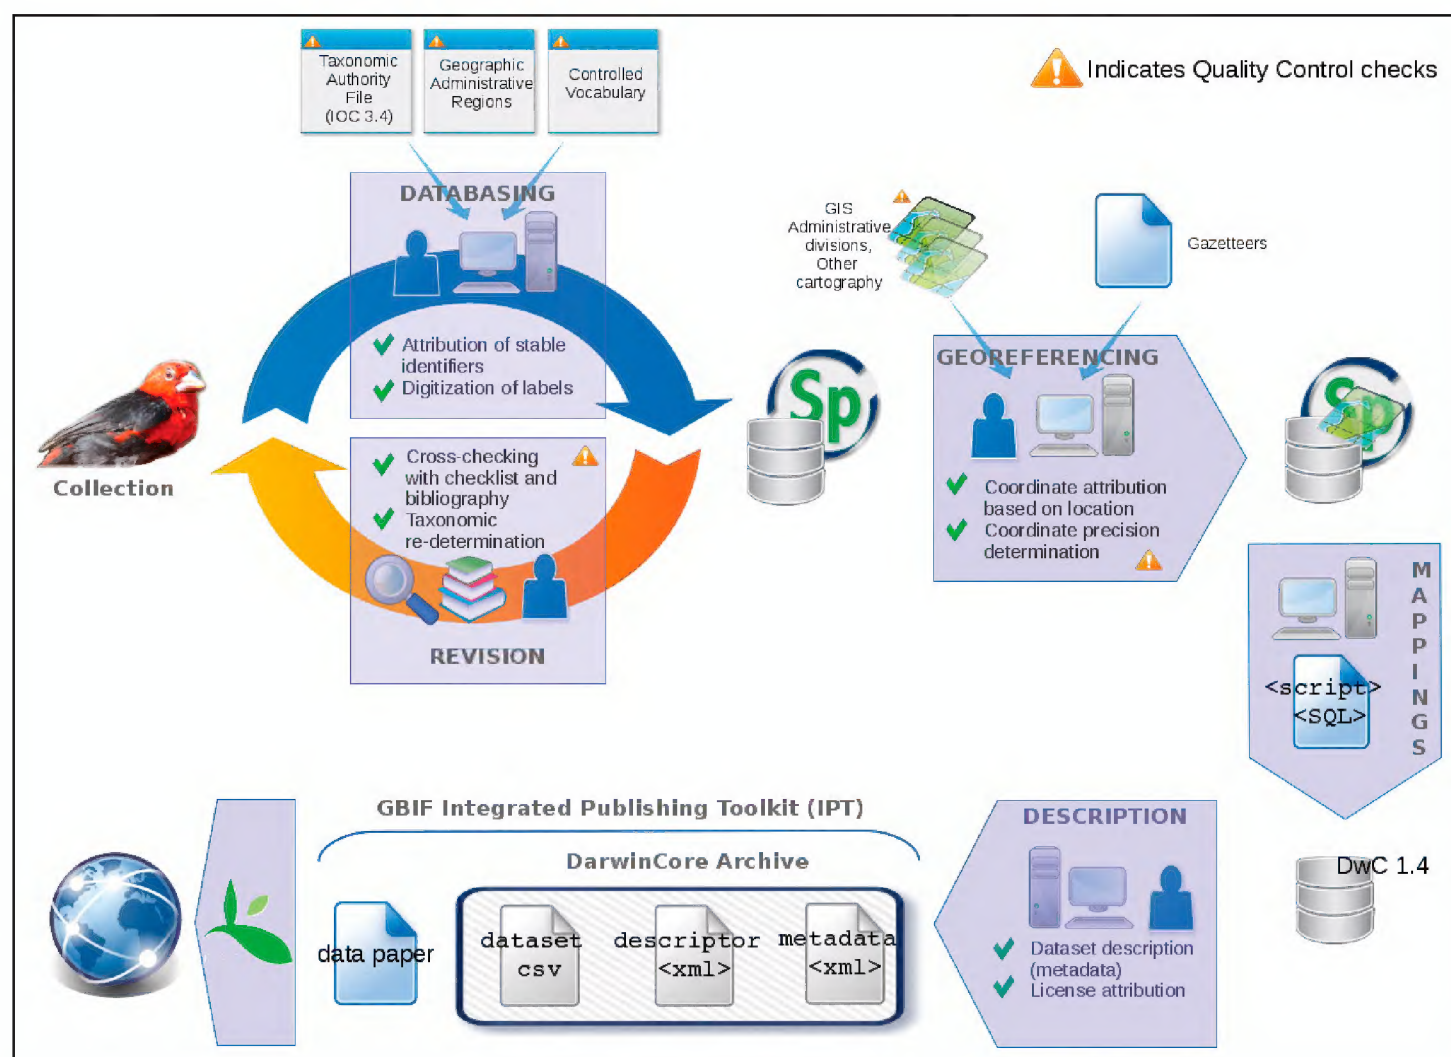 Taxonomic
Authority
File
(IOC 3.4)
Geographic
Administrative
Regions
Controlled
Vocabulary
Indicates Quality Control checks
DATABASING
Attribution of stable
identifiers
Digitization of labels
Collection
Cross-checking
with checklist and
bibliography
Taxonomic
re-determination
REVISION
Sp
GIS
Administrative
divisions,
Other
cartography
Gazetteers
GEOREFERENCING
Coordinate attribution
based on location
Coordinate precision
determination
Sp
MAPPINGS
<script>
<SQL>
DwC 1.4
DESCRIPTION
Dataset description
(metadata)
License attribution
GBIF Integrated Publishing Toolkit (IPT)
DarwinCore Archive
data paper
dataset
csv
descriptor
<xml>
metadata
<xml>